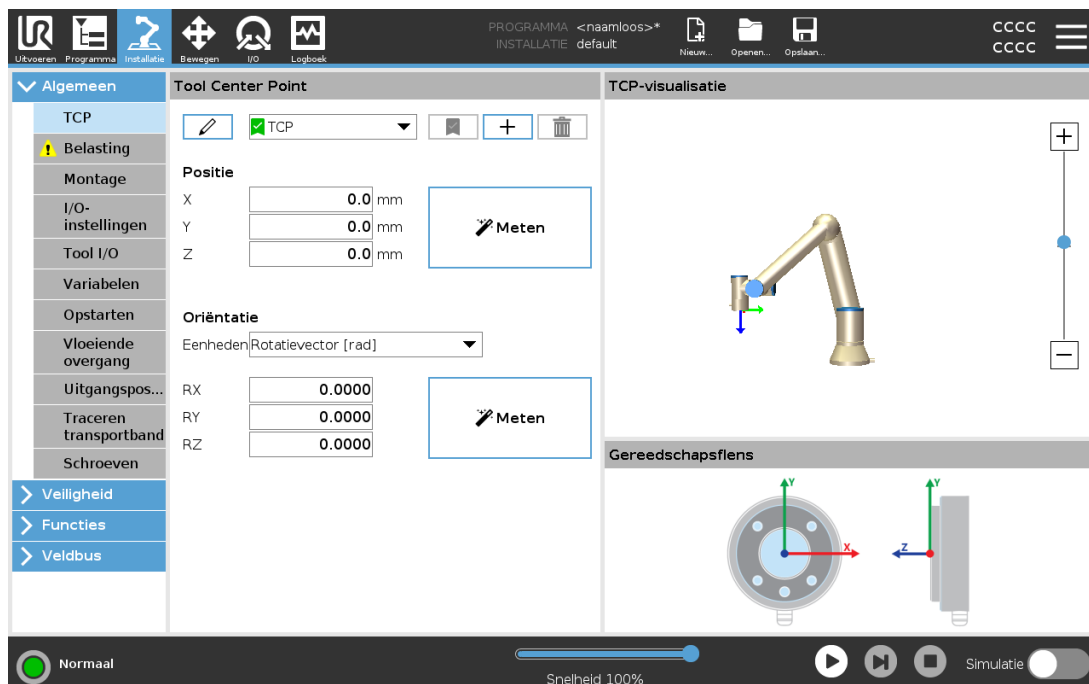 PROGRAMMA <naamloos>*
INSTALLATIE default
CCCC
CCCC
Uitvoeren Programma Installatie Bewegen I/O Logboek
Nieuw... Openen... Opslaan...
Algemeen
TCP
Belasting
Montage
I/O-
instellingen
Tool I/O
Variabelen
Opstarten
Vloeiende
overgang
Uitgangspos...
Traceren
transportband
Schroeven
Veiligheid
Functies
Veldbus
Tool Center Point
TCP
Positie
X 0.0 mm
Y 0.0 mm
Z 0.0 mm
Meten
Oriëntatie
Eenheden Rotatievector [rad]
RX 0.0000
RY 0.0000
RZ 0.0000
Meten
TCP-visualisatie
Gereedschapsflens
Y
X
Y
Z
Normaal
Snelheid 100%
Simulatie